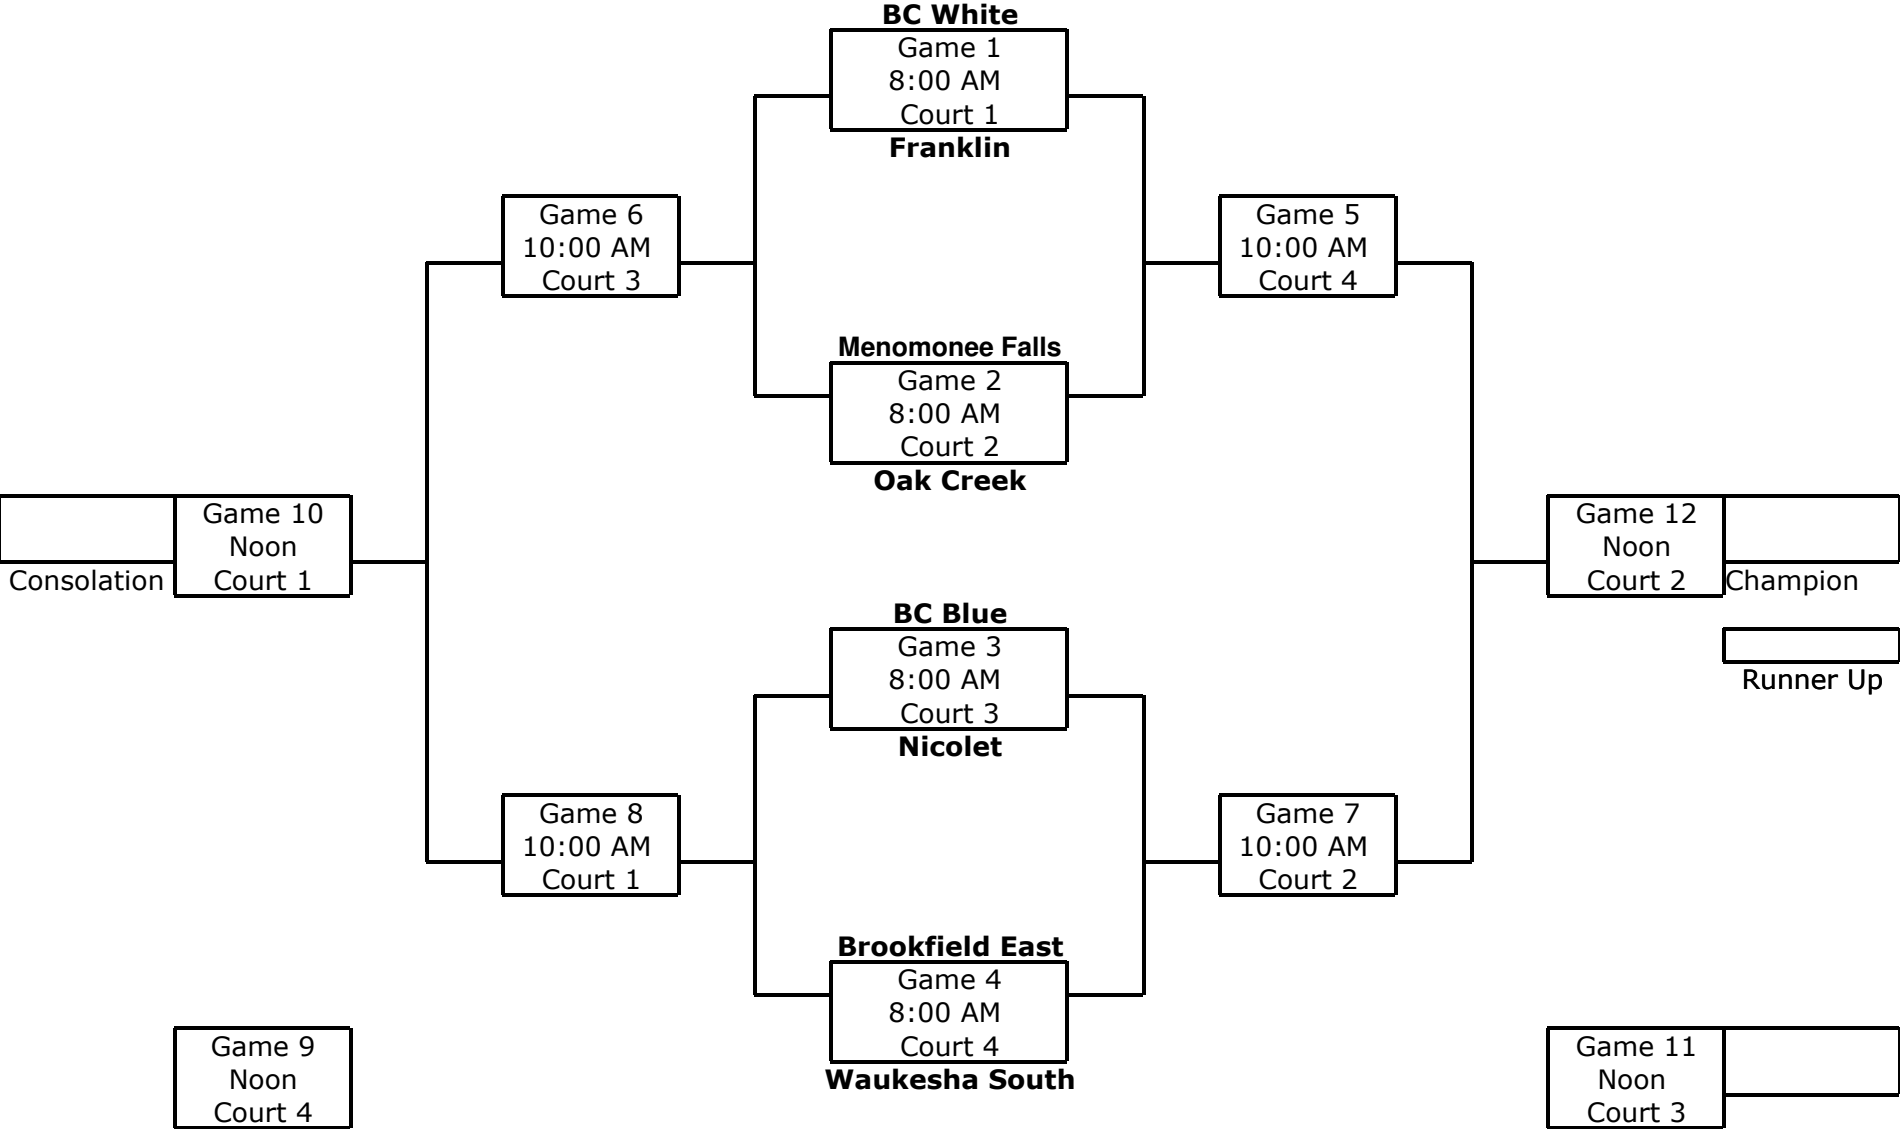 BC White
Game 1
8:00 AM
Court 1
Franklin
Game 6
10:00 AM
Court 3
Game 5
10:00 AM
Court 4
Menomonee Falls
Game 2
8:00 AM
Court 2
Oak Creek
Game 10
Noon
Court 1
Consolation
Game 12
Noon
Court 2
Champion
Runner Up
BC Blue
Game 3
8:00 AM
Court 3
Nicolet
Game 8
10:00 AM
Court 1
Game 7
10:00 AM
Court 2
Brookfield East
Game 4
8:00 AM
Court 4
Waukesha South
Game 9
Noon
Court 4
Game 11
Noon
Court 3